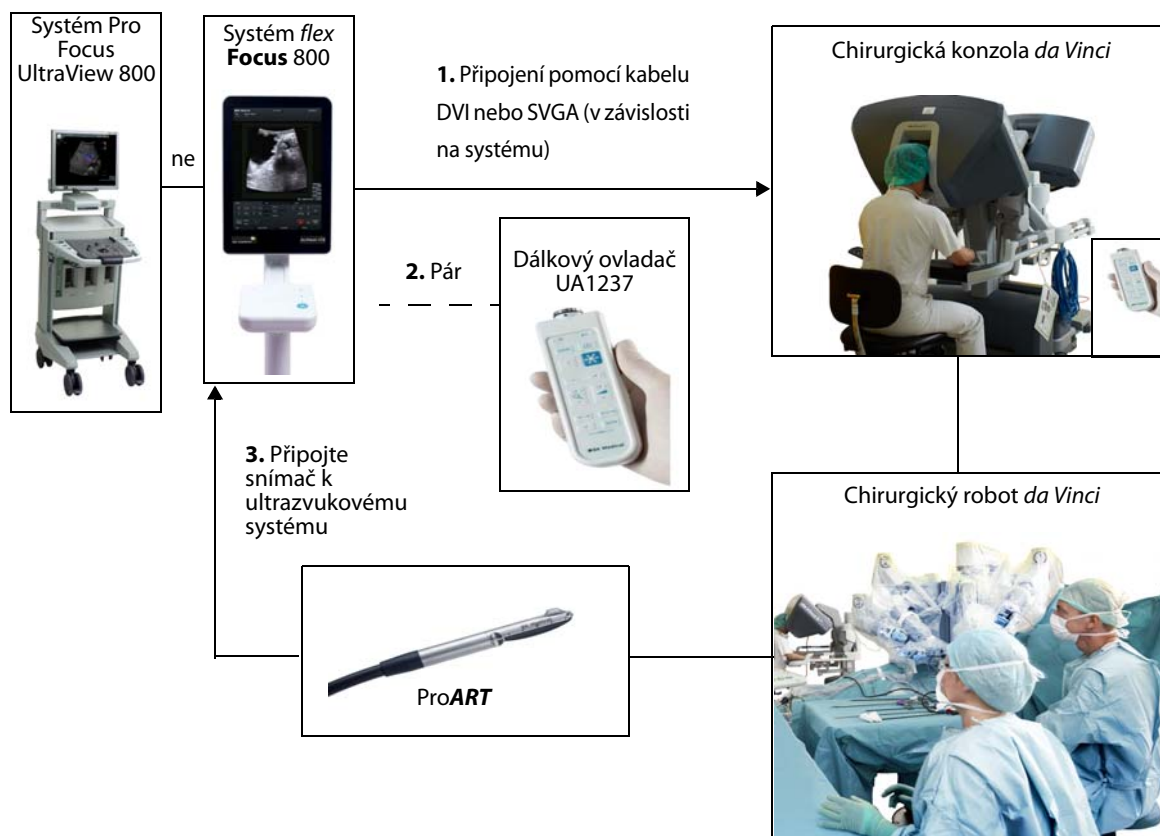 Systém Pro
Focus
UltraView 800
ne
Systém flex
Focus 800
1. Připojení pomocí kabelu
DVI nebo SVGA (v závislosti
na systému)
Chirurgická konzola da Vinci
2. Pár
Dálkový ovladač
UA1237
3. Připojte
snímač k
ultrazvukovému
systému
ProART
Chirurgický robot da Vinci